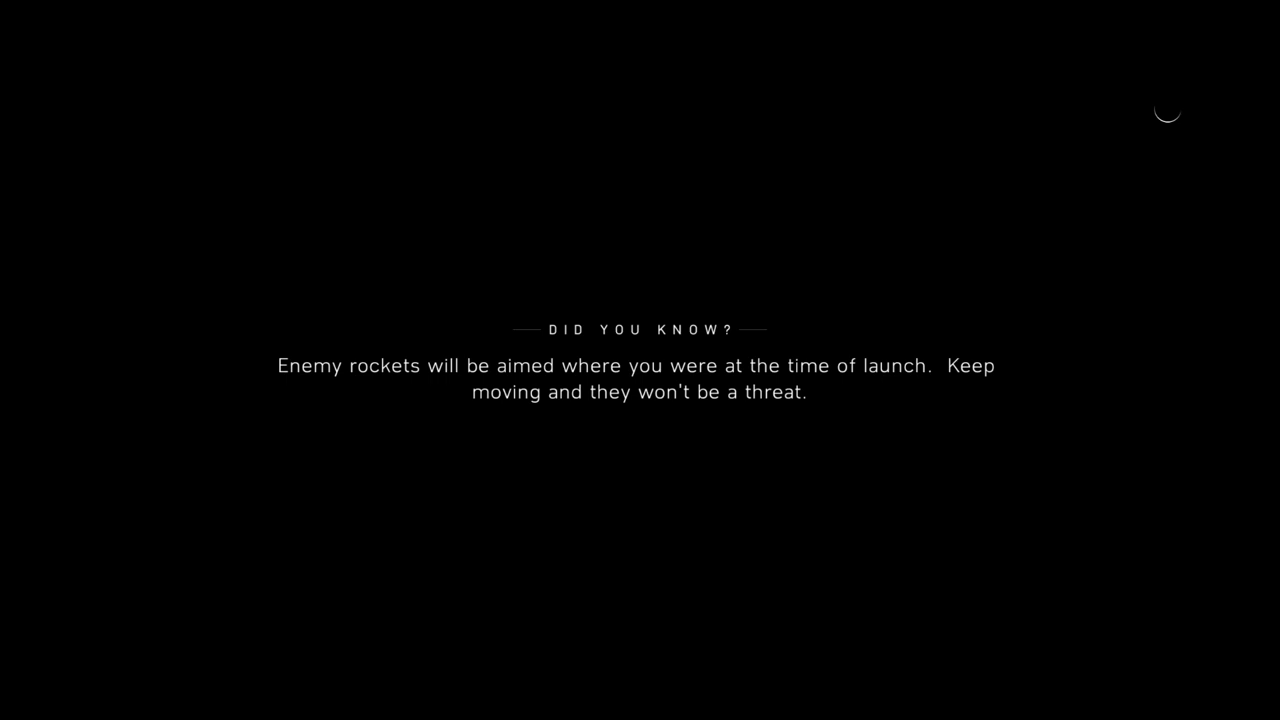 DID YOU KNOW?
Enemy rockets will be aimed where you were at the time of launch.  Keep
moving and they won't be a threat.